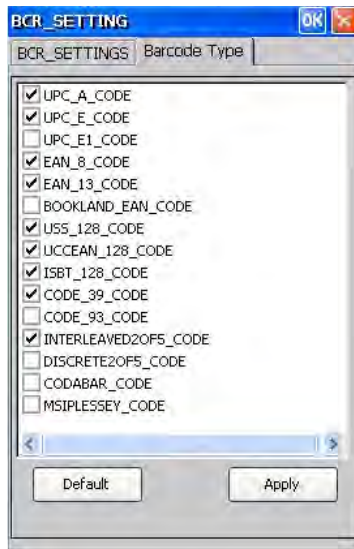 BCR_SETTING OK
BCR_SETTINGS Barcode Type
UPC_A_CODE
UPC_E_CODE
UPC_E1_CODE
EAN_8_CODE
EAN_13_CODE
BOOKLAND_EAN_CODE
USS_128_CODE
UCCEAN_128_CODE
ISBT_128_CODE
CODE_39_CODE
CODE_93_CODE
INTERLEAVED2OF5_CODE
DISCRETE2OF5_CODE
CODABAR_CODE
MSIPLESSEY_CODE
Default Apply